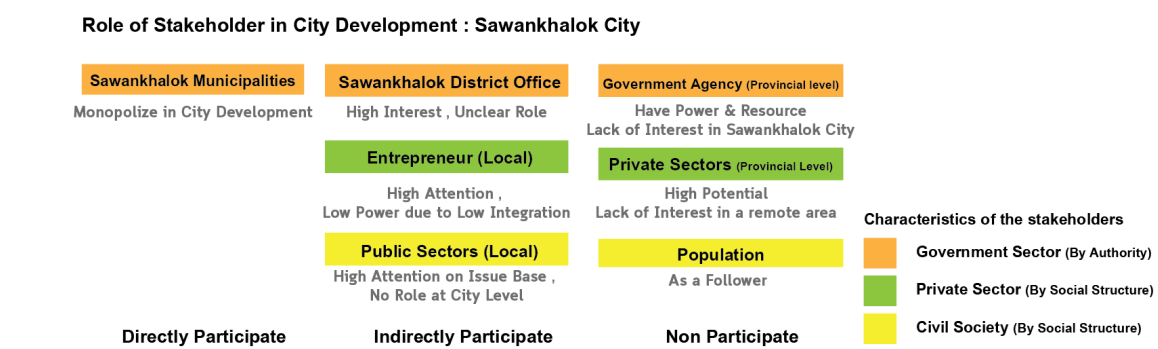 Role of Stakeholder in City Development : Sawankhalok City
Sawankhalok Municipalities
Monopolize in City Development
Directly Participate
Sawankhalok District Office
High Interest , Unclear Role
Entrepreneur (Local)
High Attention ,
Low Power due to Low Integration
Public Sectors (Local)
High Attention on Issue Base ,
No Role at City Level
Indirectly Participate
Government Agency (Provincial level)
Have Power & Resource
Lack of Interest in Sawankhalok City
Private Sectors (Provincial Level)
High Potential
Lack of Interest in a remote area
Population
As a Follower
Non Participate
Characteristics of the stakeholders
Government Sector (By Authority)
Private Sector (By Social Structure)
Civil Society (By Social Structure)